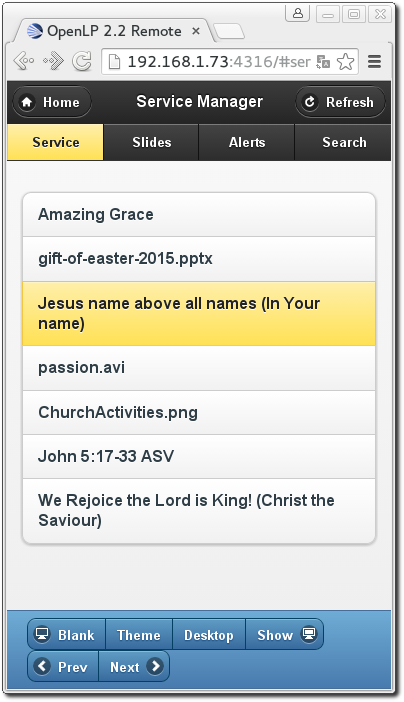 OpenLP 2.2 Remote
192.168.1.73:4316/#ser
Home
Service Manager
Refresh
Service
Slides
Alerts
Search
Amazing Grace
gift-of-easter-2015.pptx
Jesus name above all names (In Your
name)
passion.avi
ChurchActivities.png
John 5:17-33 ASV
We Rejoice the Lord is King! (Christ the
Saviour)
Blank
Theme
Desktop
Show
Prev
Next